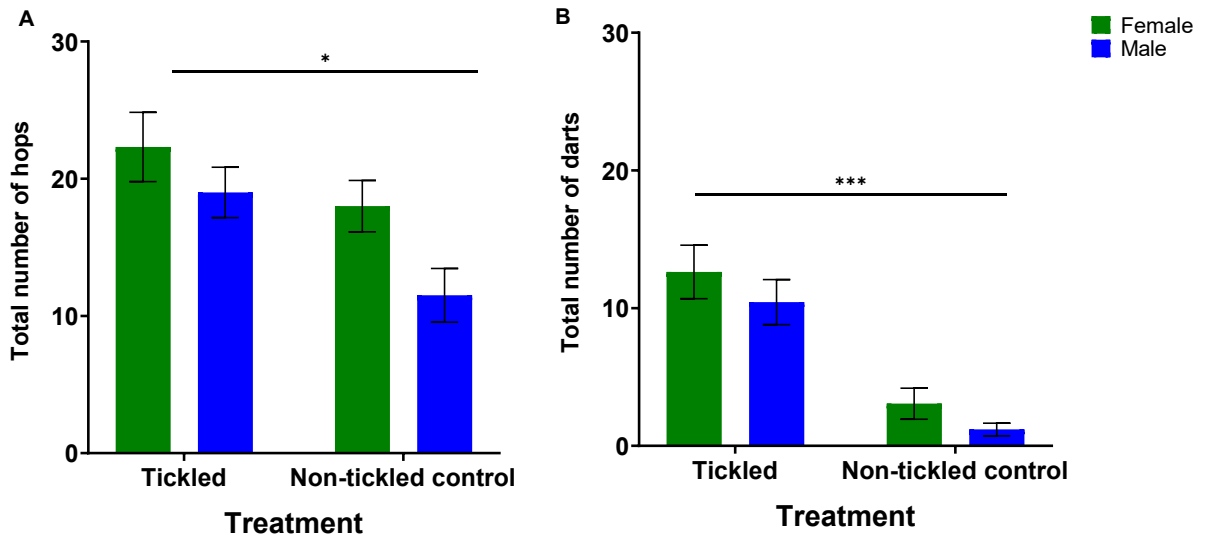 A
Total number of hops
30
20
10
0
*
Tickled
Non-tickled control
Treatment
B
Total number of darts
30
20
10
0
***
Tickled
Non-tickled control
Treatment
Female
Male